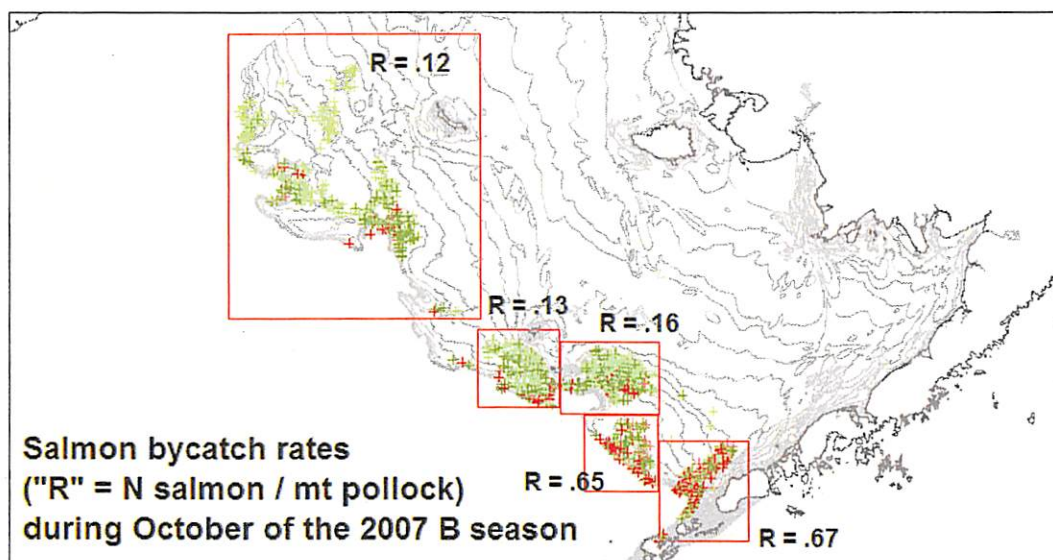 R = .12
R = .13
R = .16
Salmon bycatch rates
("R" = N salmon / mt pollock)
during October of the 2007 B season
R = .65
R = .67